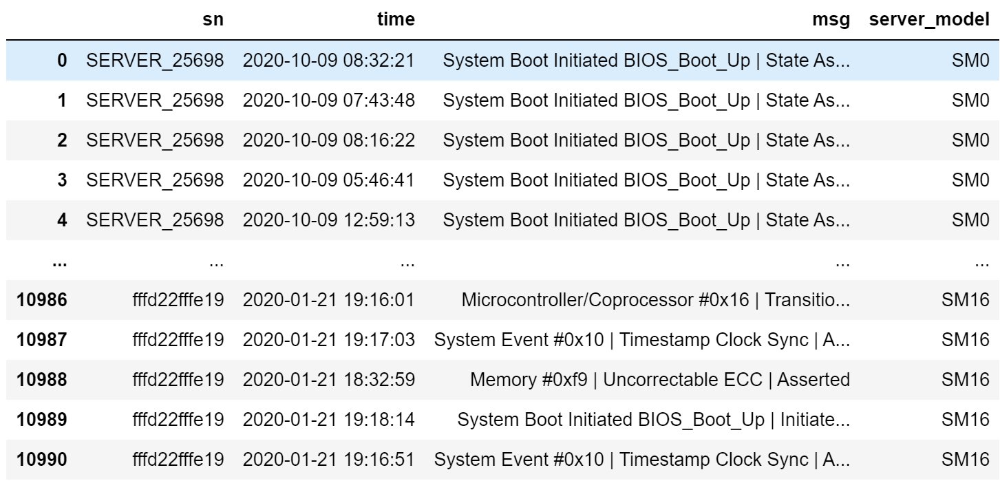 sn time msg server_model
0 SERVER_25698 2020-10-09 08:32:21 System Boot Initiated BIOS_Boot_Up | State As... SM0
1 SERVER_25698 2020-10-09 07:43:48 System Boot Initiated BIOS_Boot_Up | State As... SM0
2 SERVER_25698 2020-10-09 08:16:22 System Boot Initiated BIOS_Boot_Up | State As... SM0
3 SERVER_25698 2020-10-09 05:46:41 System Boot Initiated BIOS_Boot_Up | State As... SM0
4 SERVER_25698 2020-10-09 12:59:13 System Boot Initiated BIOS_Boot_Up | State As... SM0
... ... ... ... ...
10986 fffd22fffe19 2020-01-21 19:16:01 Microcontroller/Coprocessor #0x16 | Transitio... SM16
10987 fffd22fffe19 2020-01-21 19:17:03 System Event #0x10 | Timestamp Clock Sync | A... SM16
10988 fffd22fffe19 2020-01-21 18:32:59 Memory #0xf9 | Uncorrectable ECC | Asserted SM16
10989 fffd22fffe19 2020-01-21 19:18:14 System Boot Initiated BIOS_Boot_Up | Initiate... SM16
10990 fffd22fffe19 2020-01-21 19:16:51 System Event #0x10 | Timestamp Clock Sync | A... SM16